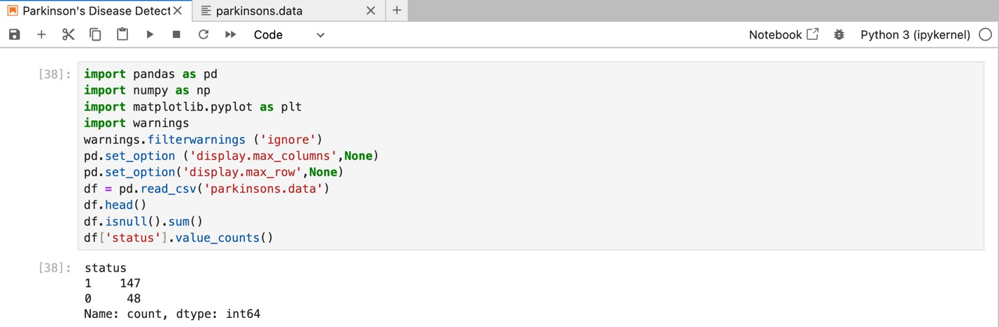 Parkinson's Disease Detect
parkinsons.data
Code
Notebook
Python 3 (ipykernel)
[38]:
import pandas as pd
import numpy as np
import matplotlib.pyplot as plt
import warnings
warnings.filterwarnings ('ignore')
pd.set_option ('display.max_columns',None)
pd.set_option('display.max_row',None)
df = pd.read_csv('parkinsons.data')
df.head()
df.isnull().sum()
df['status'].value_counts()
[38]:
status
1    147
0     48
Name: count, dtype: int64